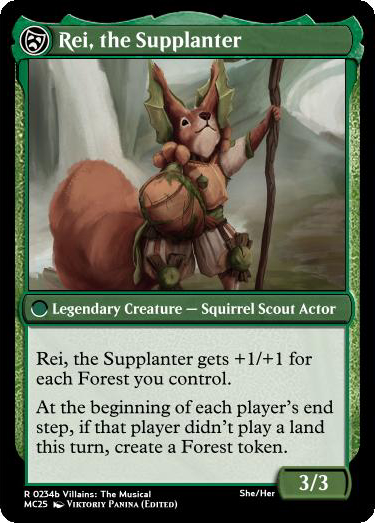 Rei, the Supplanter
Legendary Creature — Squirrel Scout Actor
Rei, the Supplanter gets +1/+1 for
each Forest you control.
At the beginning of each player's end
step, if that player didn't play a land
this turn, create a Forest token.
3/3
R 0234b Villains: The Musical
She/Her
MC25 Viktoriy Panina (Edited)